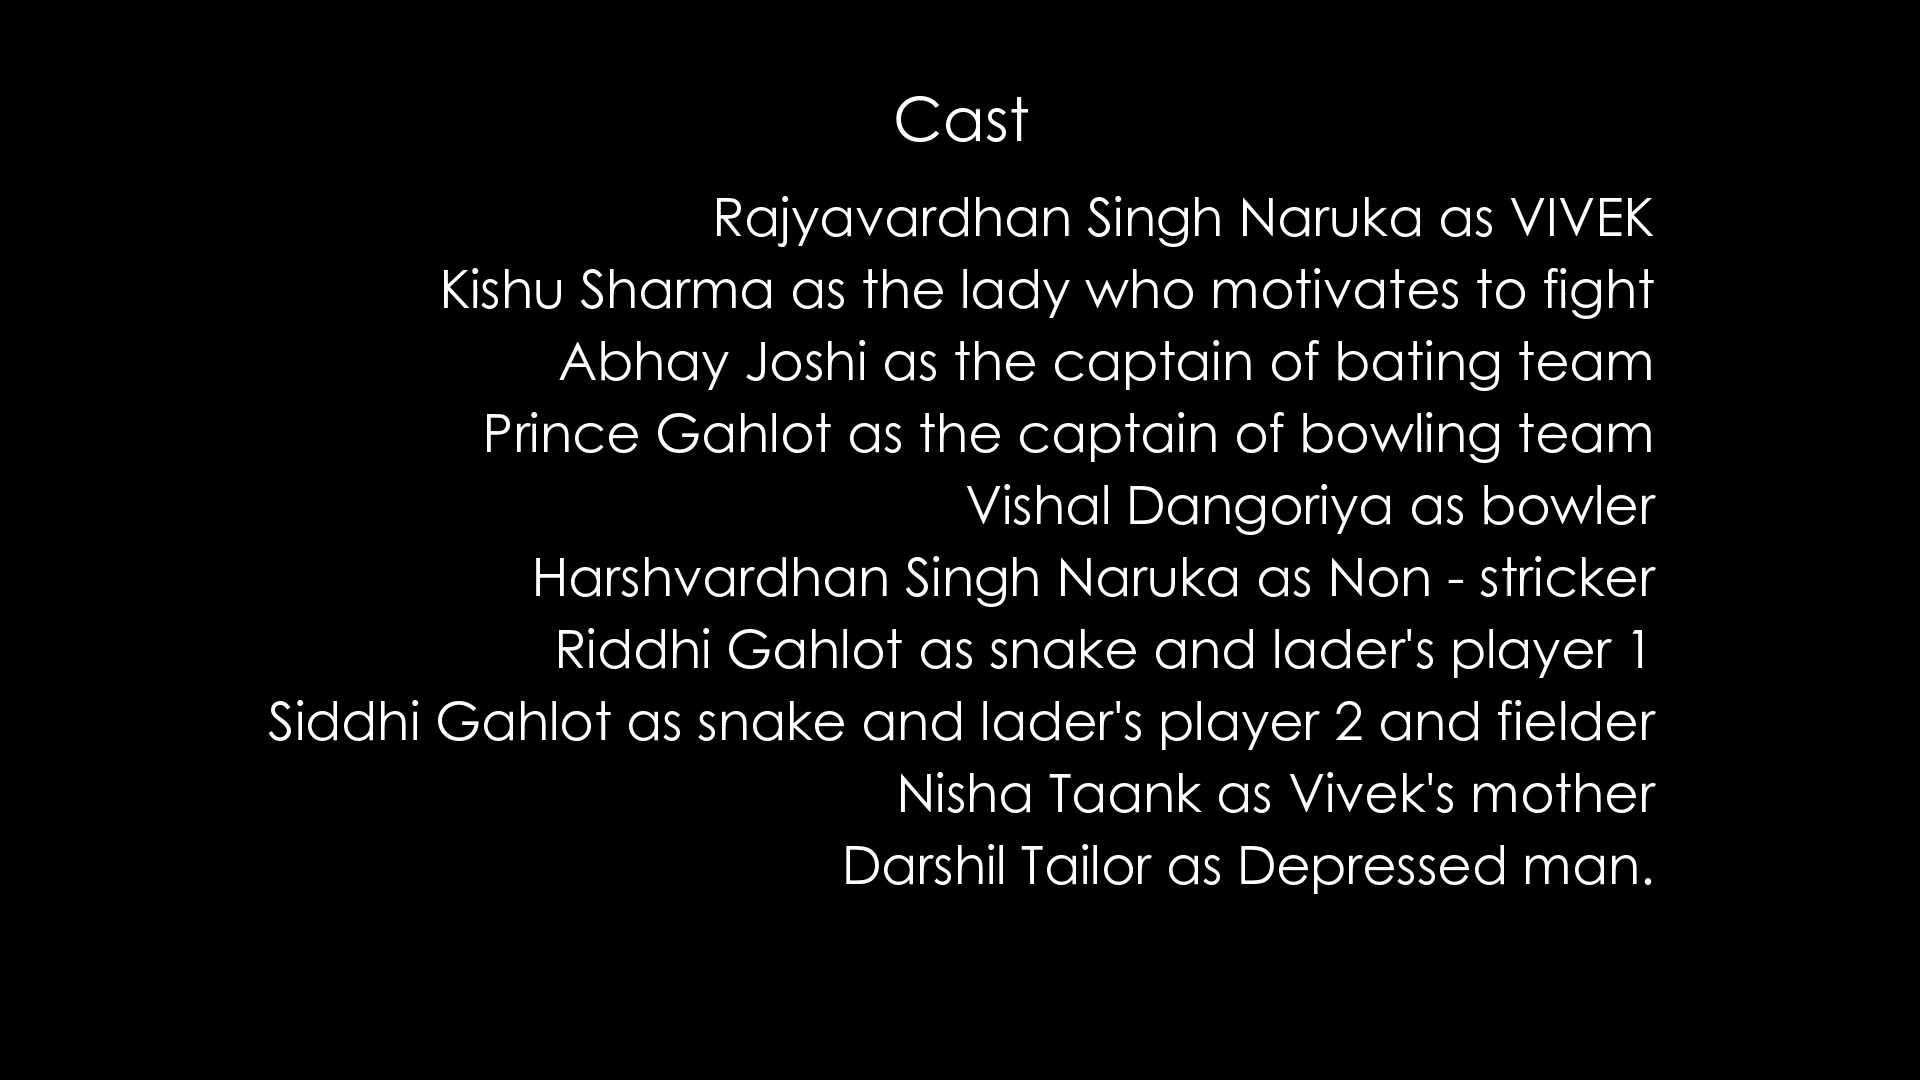 Cast
Rajyavardhan Singh Naruka as VIVEK
Kishu Sharma as the lady who motivates to fight
Abhay Joshi as the captain of bating team
Prince Gahlot as the captain of bowling team
Vishal Dangoriya as bowler
Harshvardhan Singh Naruka as Non - stricker
Riddhi Gahlot as snake and lader's player 1
Siddhi Gahlot as snake and lader's player 2 and fielder
Nisha Taank as Vivek's mother
Darshil Tailor as Depressed man.